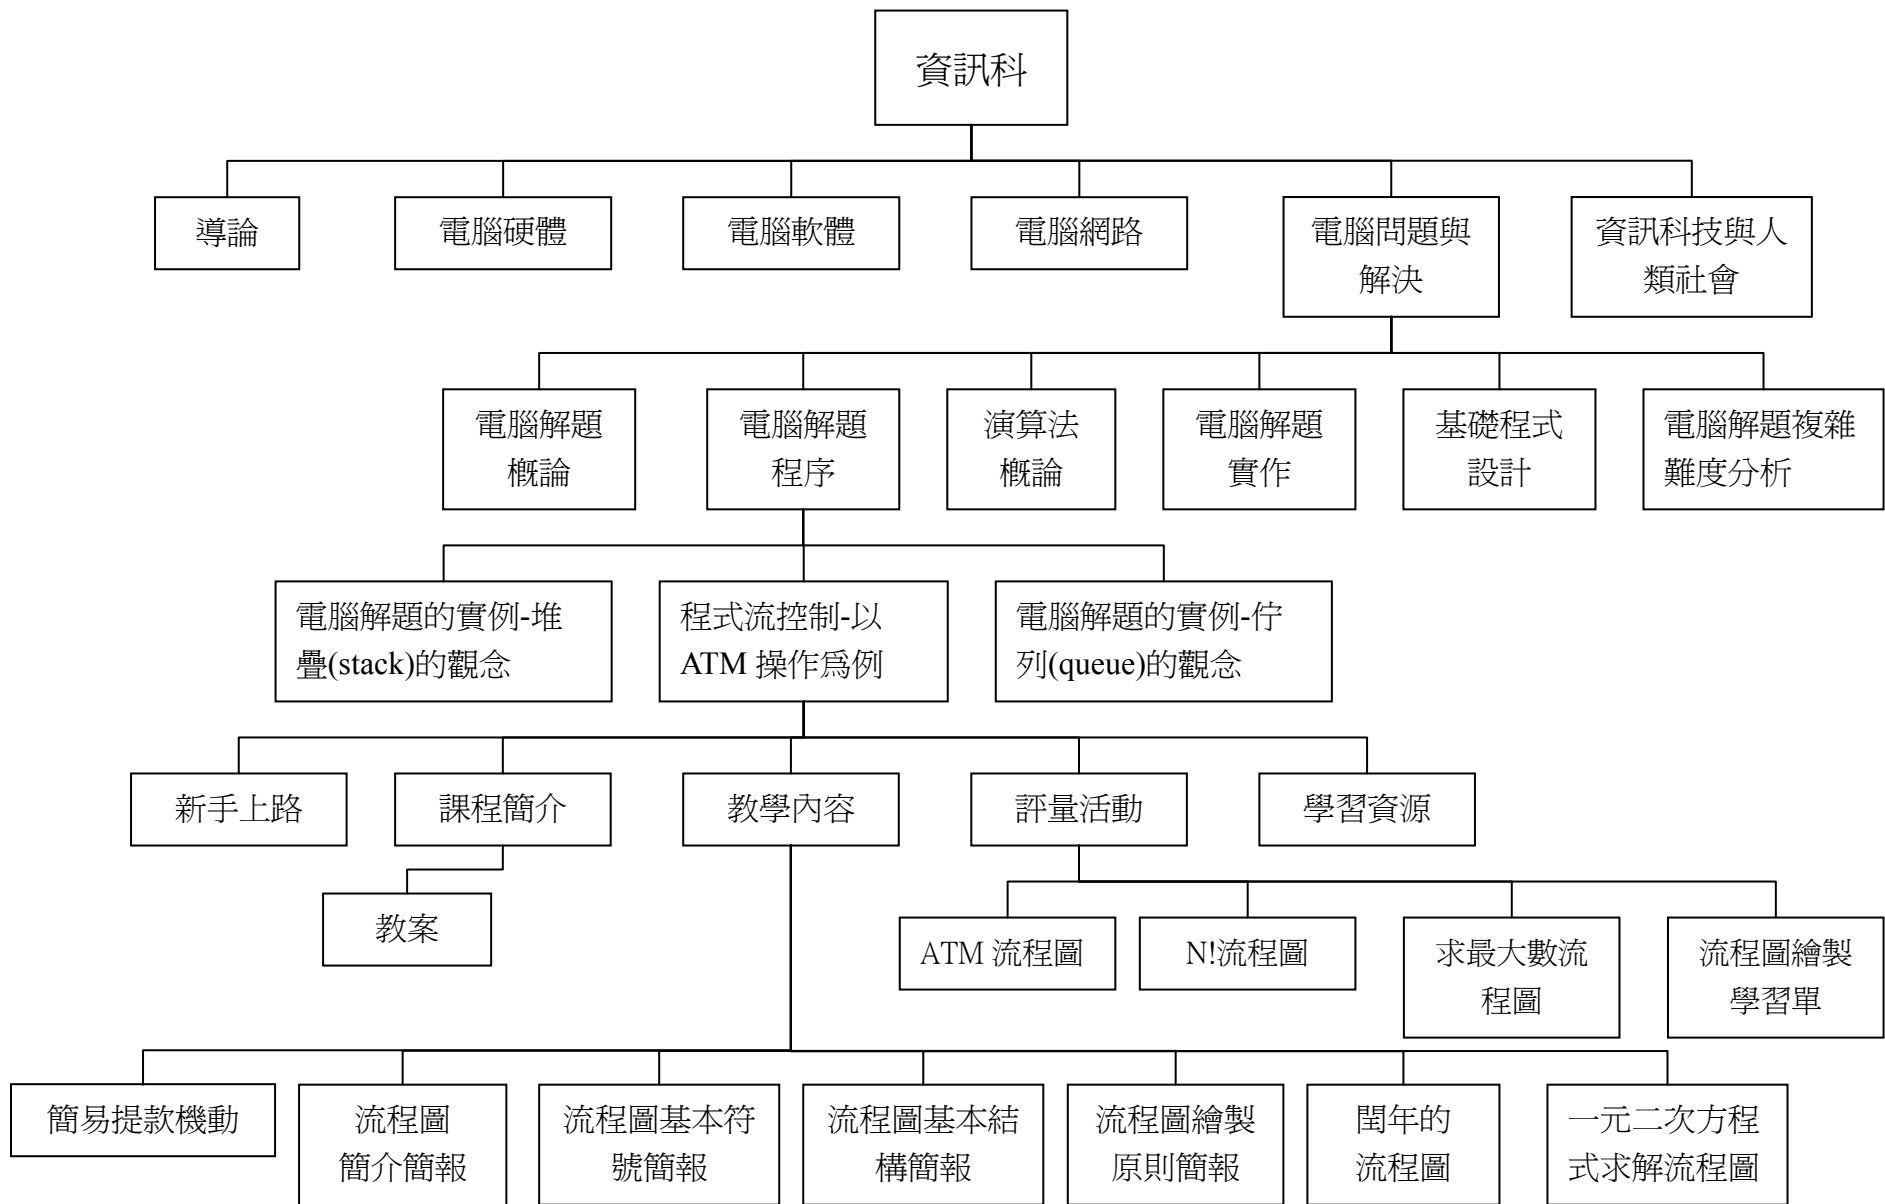 資訊科
導論
電腦硬體
電腦軟體
電腦網路
電腦問題與
解決
資訊科技與人
類社會
電腦解題
概論
電腦解題
程序
演算法
概論
電腦解題
實作
基礎程式
設計
電腦解題複雜
難度分析
電腦解題的實例-堆
疊(stack)的觀念
程式流控制-以
ATM 操作為例
電腦解題的實例-佇
列(queue)的觀念
新手上路
課程簡介
教學內容
評量活動
學習資源
教案
ATM 流程圖
N!流程圖
求最大數流
程圖
流程圖繪製
學習單
簡易提款機動
流程圖
簡介簡報
流程圖基本符
號簡報
流程圖基本結
構簡報
流程圖繪製
原則簡報
閏年的
流程圖
一元二次方程
式求解流程圖